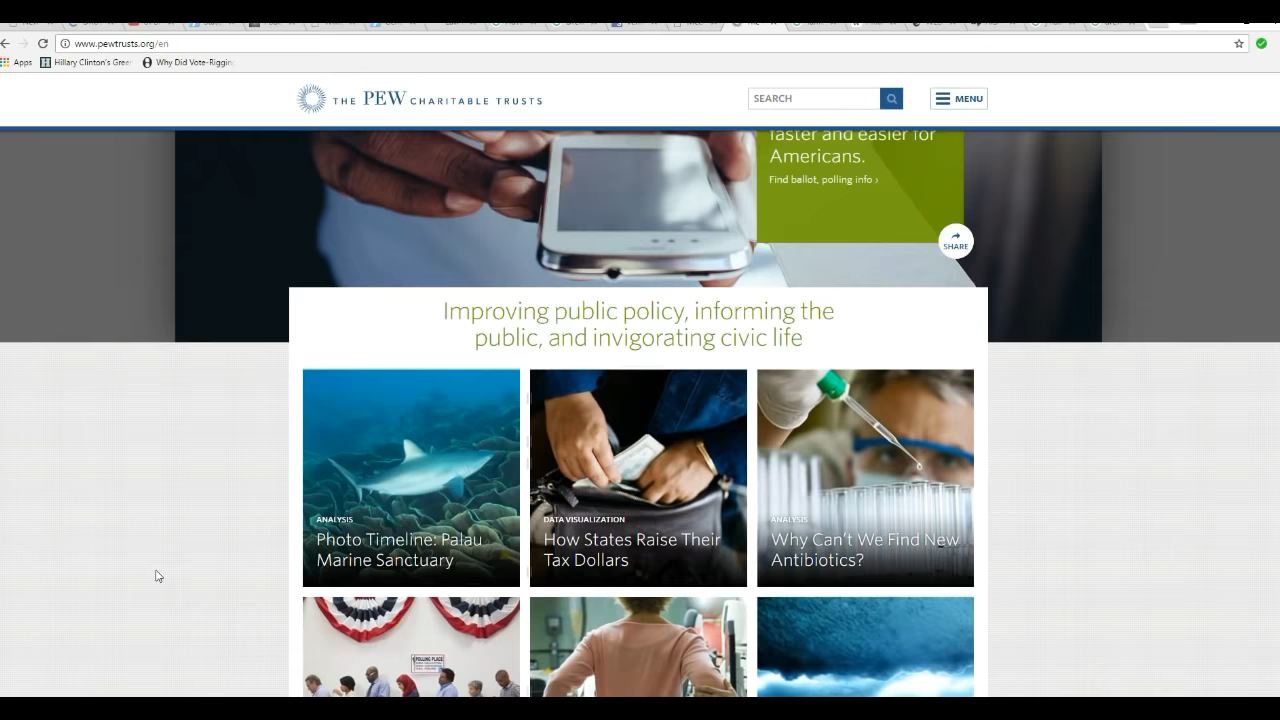 www.pewtrusts.org/en
Apps Hillary Clinton's Gree Why Did Vote-Riggin
THE PEW CHARITABLE TRUSTS
SEARCH
MENU
faster and easier for
Americans.
Find ballot, polling info ›
SHARE
Improving public policy, informing the
public, and invigorating civic life
ANALYSIS
Photo Timeline: Palau
Marine Sanctuary
DATA VISUALIZATION
How States Raise Their
Tax Dollars
ANALYSIS
Why Can't We Find New
Antibiotics?
POLLING PLACE